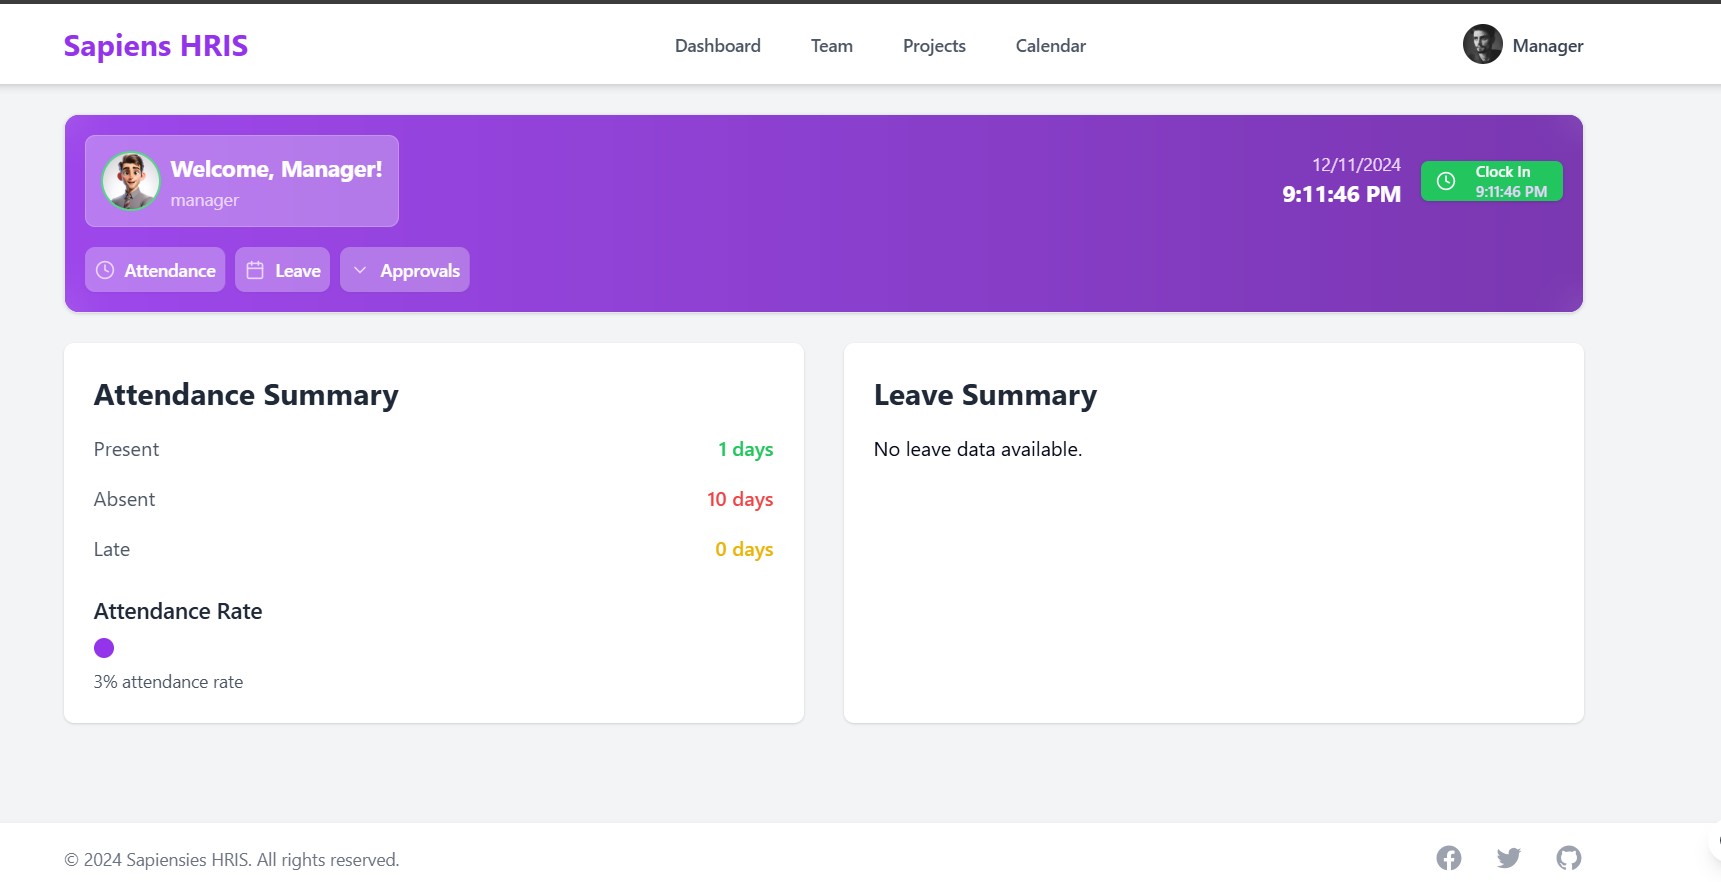 Sapiens HRIS
Dashboard Team Projects Calendar
Manager
Welcome, Manager!
manager
12/11/2024
9:11:46 PM
Clock In
9:11:46 PM
Attendance Leave Approvals
Attendance Summary
Present 1 days
Absent 10 days
Late 0 days
Attendance Rate
3% attendance rate
Leave Summary
No leave data available.
© 2024 Sapiensies HRIS. All rights reserved.